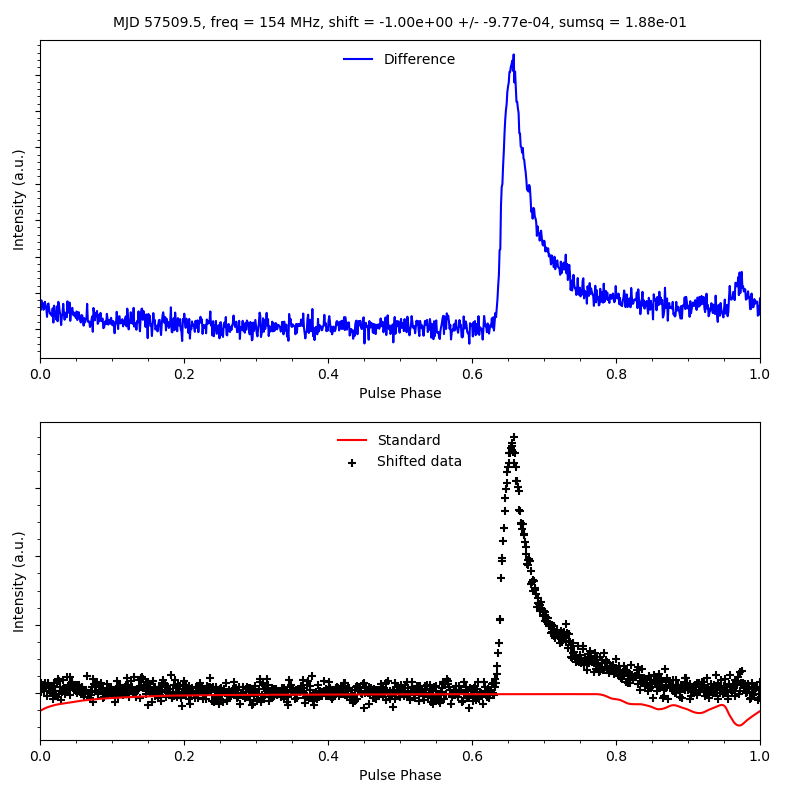 MJD 57509.5, freq = 154 MHz, shift = -1.00e+00 +/- -9.77e-04, sumsq = 1.88e-01
Difference
Intensity (a.u.)
0.0 0.2 0.4 0.6 0.8 1.0
Pulse Phase
Standard
Shifted data
Intensity (a.u.)
0.0 0.2 0.4 0.6 0.8 1.0
Pulse Phase